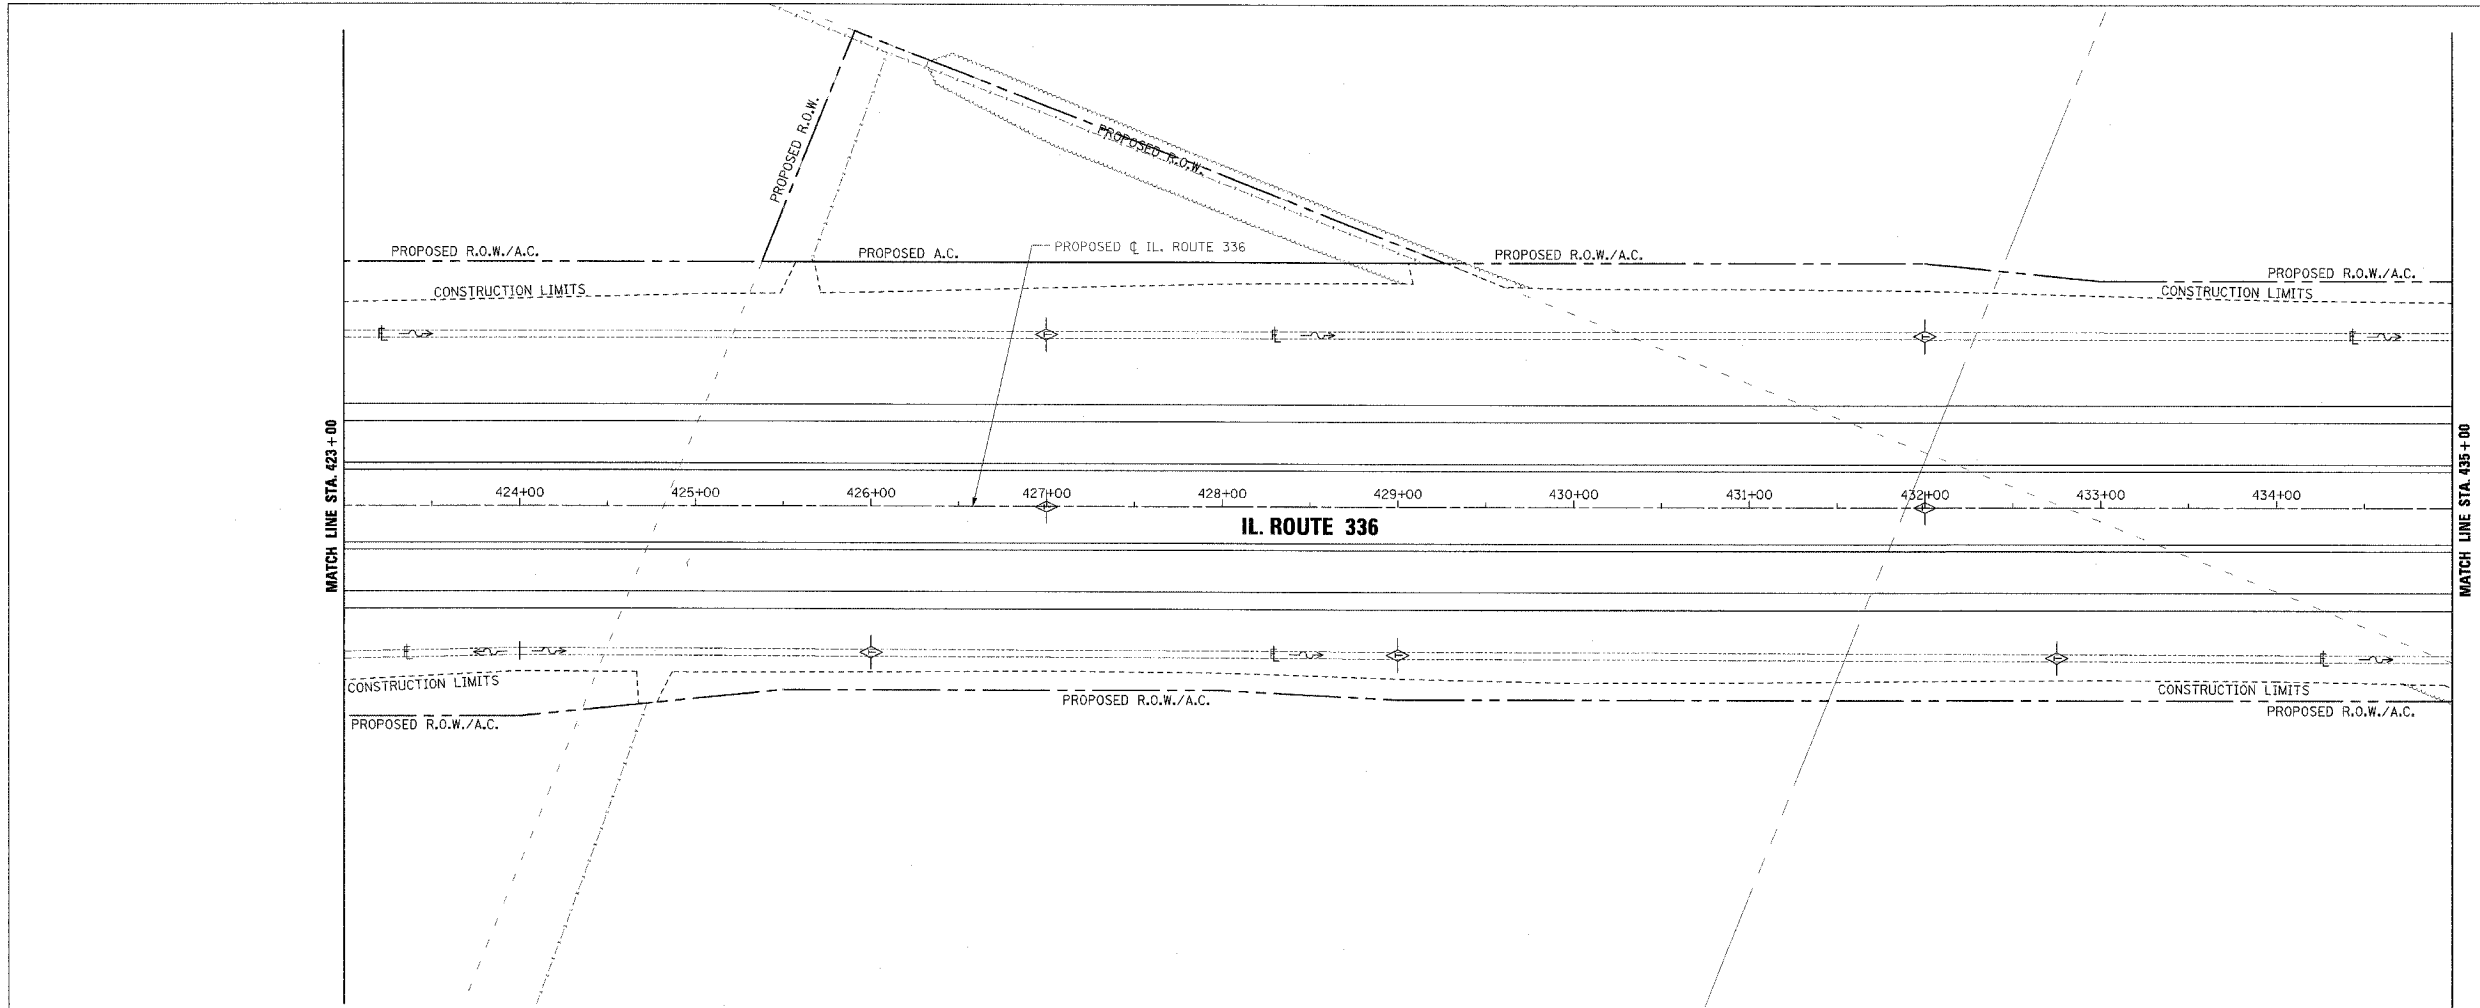 PROPOSED R.O.W.
PROPOSED R.O.W.
PROPOSED R.O.W./A.C.
PROPOSED A.C.
PROPOSED ℄ IL. ROUTE 336
PROPOSED R.O.W./A.C.
PROPOSED R.O.W./A.C.
CONSTRUCTION LIMITS
CONSTRUCTION LIMITS
MATCH LINE STA. 423+00
424+00 425+00 426+00 427+00 428+00 429+00 430+00 431+00 432+00 433+00 434+00
IL. ROUTE 336
MATCH LINE STA. 435+00
CONSTRUCTION LIMITS
CONSTRUCTION LIMITS
PROPOSED R.O.W./A.C.
PROPOSED R.O.W./A.C.
PROPOSED R.O.W./A.C.